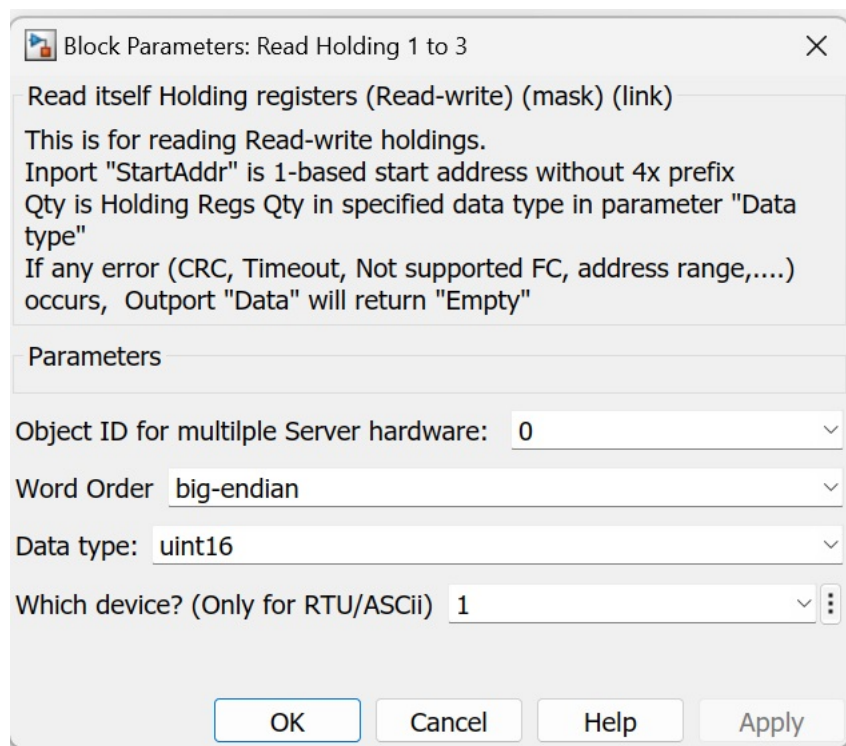 Block Parameters: Read Holding 1 to 3
Read itself Holding registers (Read-write) (mask) (link)
This is for reading Read-write holdings.
Inport "StartAddr" is 1-based start address without 4x prefix
Qty is Holding Regs Qty in specified data type in parameter "Data
type"
If any error (CRC, Timeout, Not supported FC, address range,....)
occurs,  Outport "Data" will return "Empty"
Parameters
Object ID for multilple Server hardware: 0
Word Order big-endian
Data type: uint16
Which device? (Only for RTU/ASCii) 1
OK Cancel Help Apply